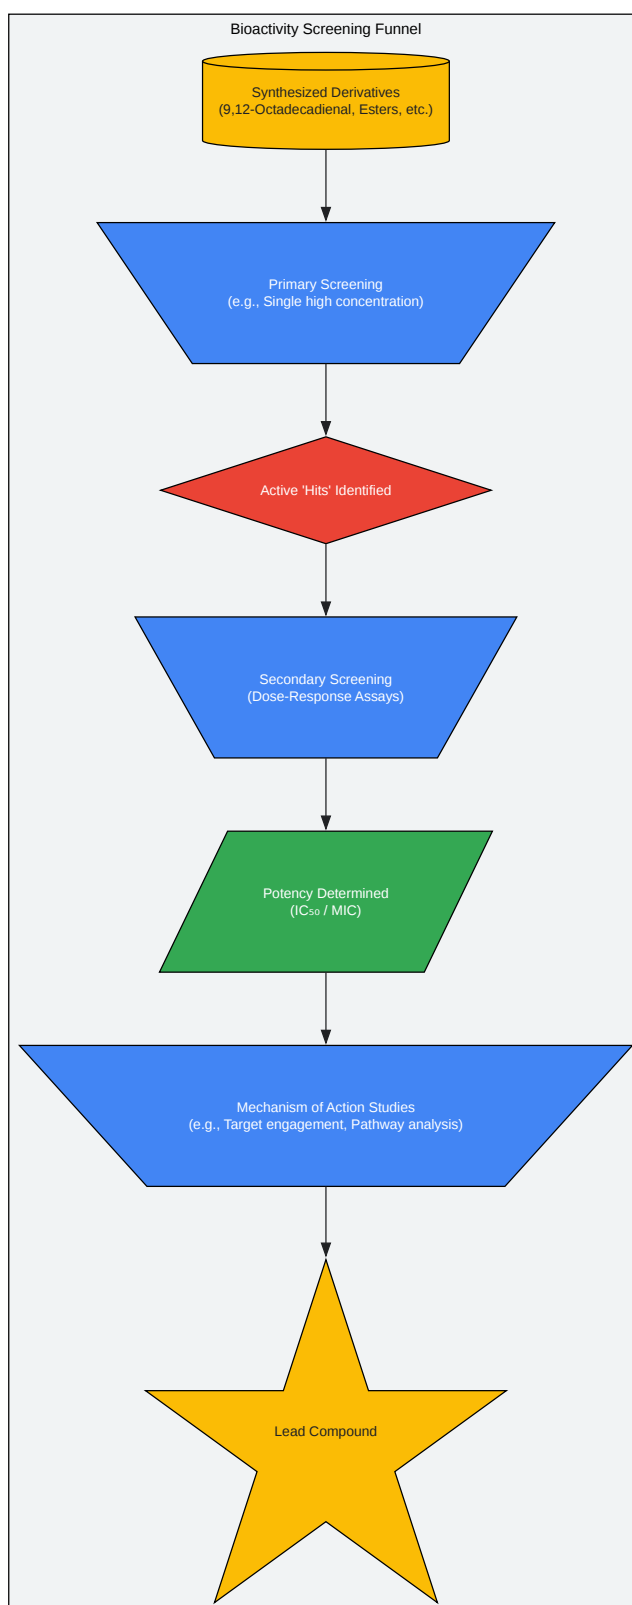 Bioactivity Screening Funnel
Synthesized Derivatives
(9,12-Octadecadienal, Esters, etc.)
Primary Screening
(e.g., Single high concentration)
Active 'Hits' Identified
Secondary Screening
(Dose-Response Assays)
Potency Determined
(IC₅₀ / MIC)
Mechanism of Action Studies
(e.g., Target engagement, Pathway analysis)
Lead Compound